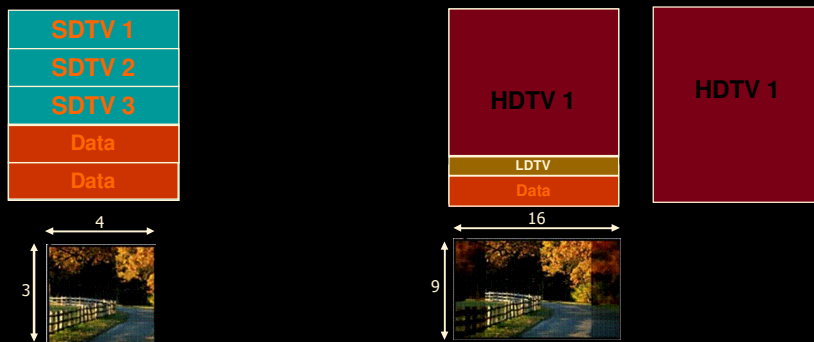 SDTV 1
SDTV 2
SDTV 3
Data
Data
4
3
HDTV 1
LDTV
Data
16
9
HDTV 1